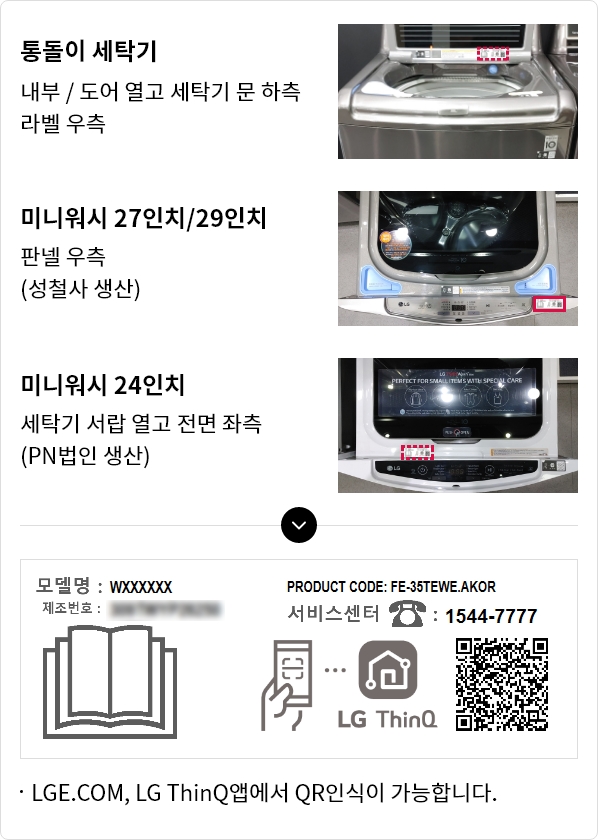 통돌이 세탁기
내부 / 도어 열고 세탁기 문 하측
라벨 우측
미니워시 27인치/29인치
판넬 우측
(성철사 생산)
LG
미니워시 24인치
세탁기 서랍 열고 전면 좌측
(PN법인 생산)
PERFECT FOR SMALL ITEMS WITH SPECIAL CARE
LG
모델명 : WXXXXXX
제조번호 :
PRODUCT CODE: FE-35TEWE.AKOR
서비스센터 : 1544-7777
LG ThinQ
· LGE.COM, LG ThinQ앱에서 QR인식이 가능합니다.